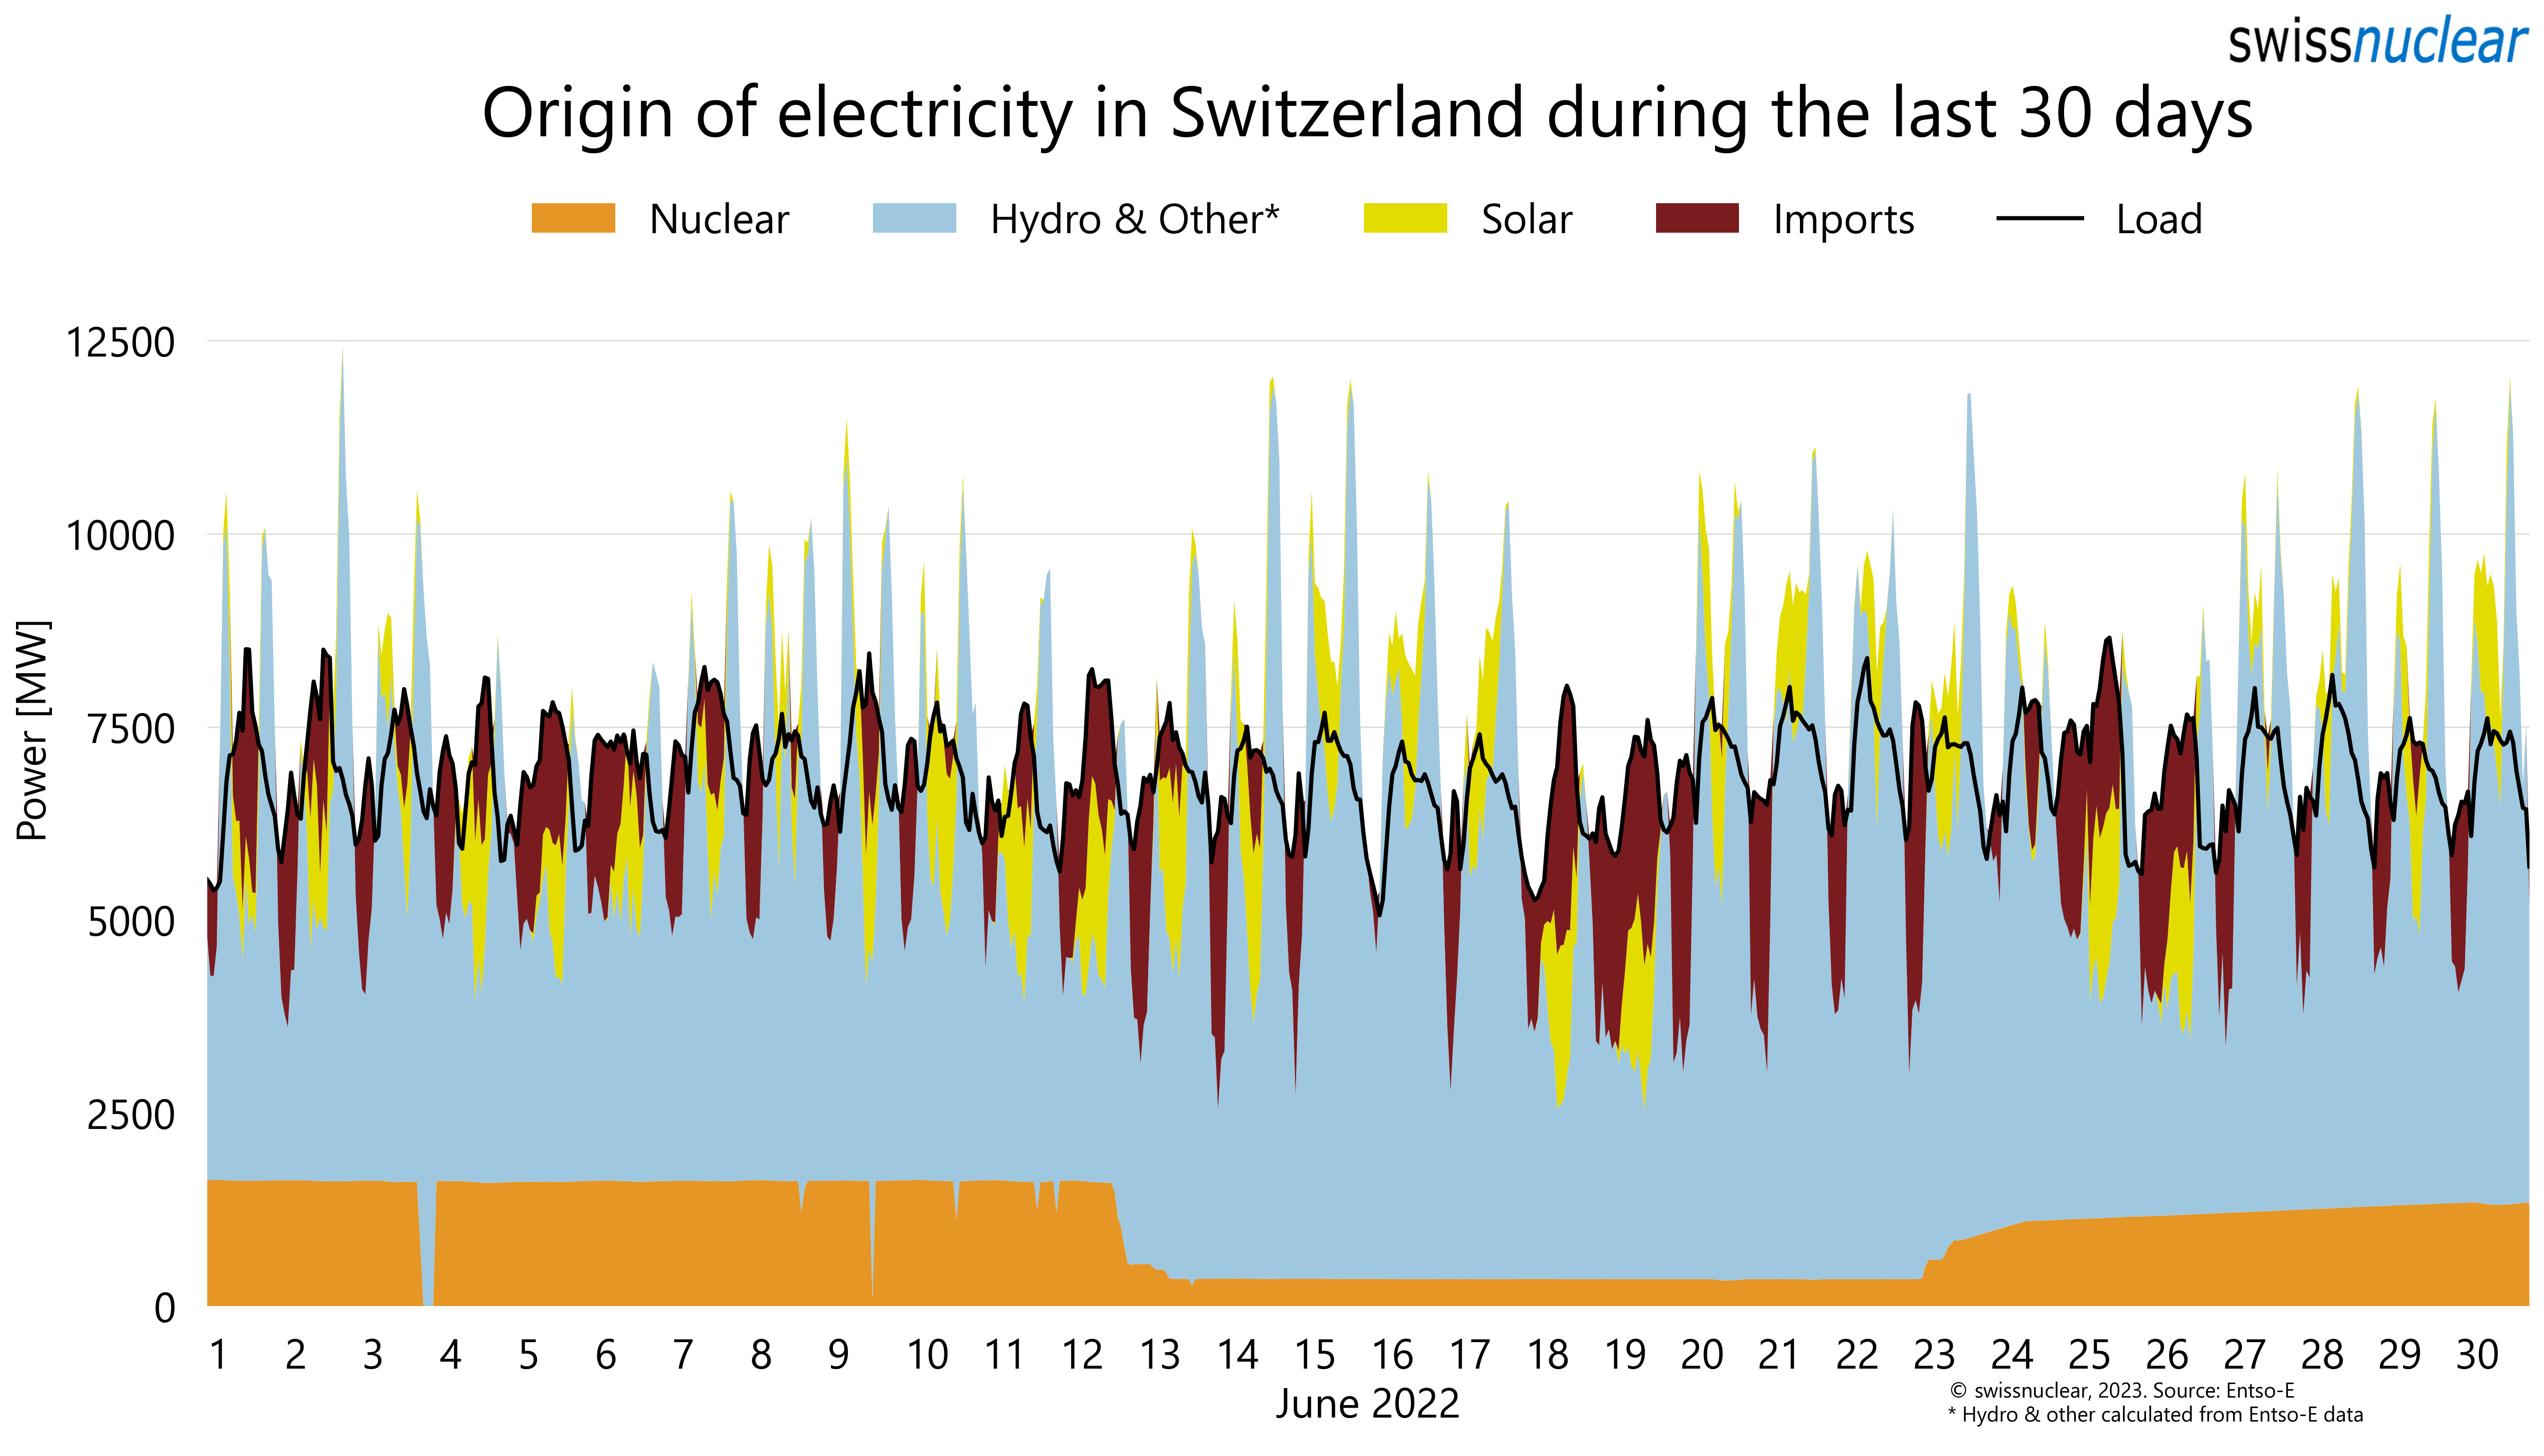 swissnuclear
Origin of electricity in Switzerland during the last 30 days
Nuclear Hydro & Other* Solar Imports Load
12500
10000
7500
5000
2500
0
Power [MW]
1 2 3 4 5 6 7 8 9 10 11 12 13 14 15 16 17 18 19 20 21 22 23 24 25 26 27 28 29 30
June 2022
© swissnuclear, 2023. Source: Entso-E
* Hydro & other calculated from Entso-E data